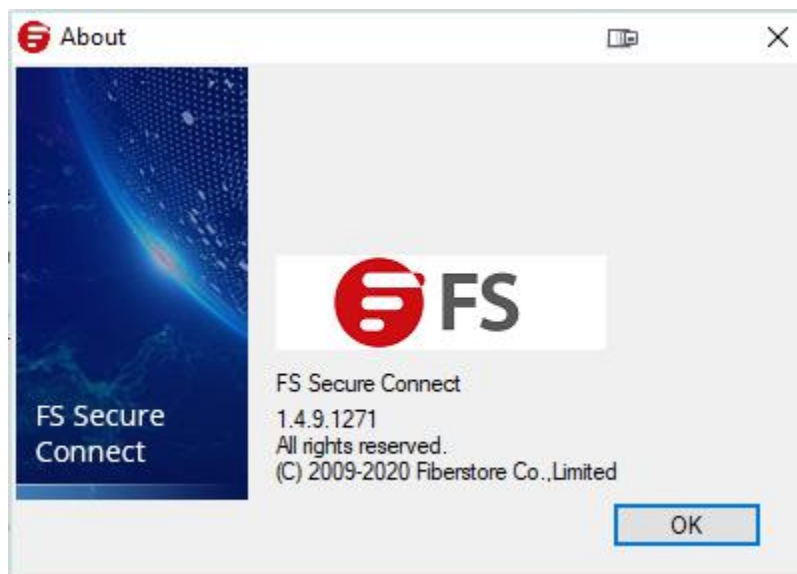 About
FS
FS Secure
Connect
FS Secure Connect
1.4.9.1271
All rights reserved.
(C) 2009-2020 Fiberstore Co.,Limited
OK